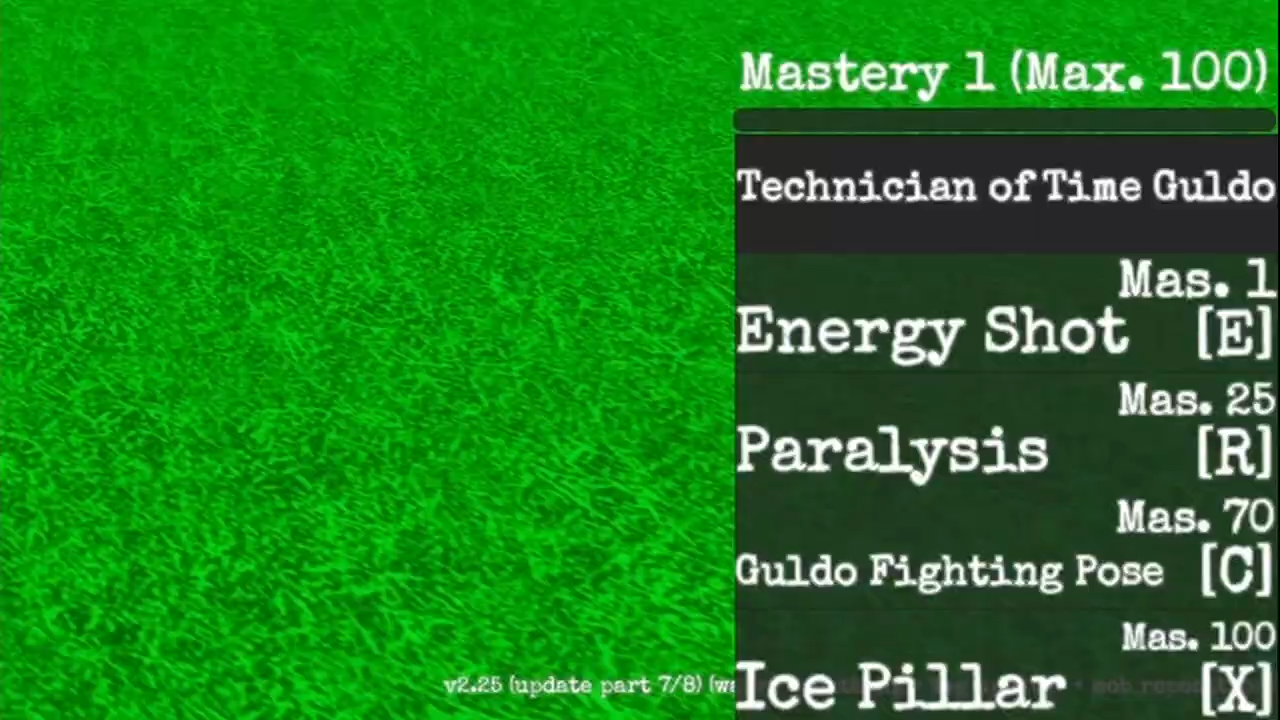 Mastery 1 (Max. 100)
Technician of Time Guldo
Mas. 1
Energy Shot [E]
Mas. 25
Paralysis [R]
Mas. 70
Guldo Fighting Pose [C]
Mas. 100
Ice Pillar [X]
v2.25 (update part 7/8)